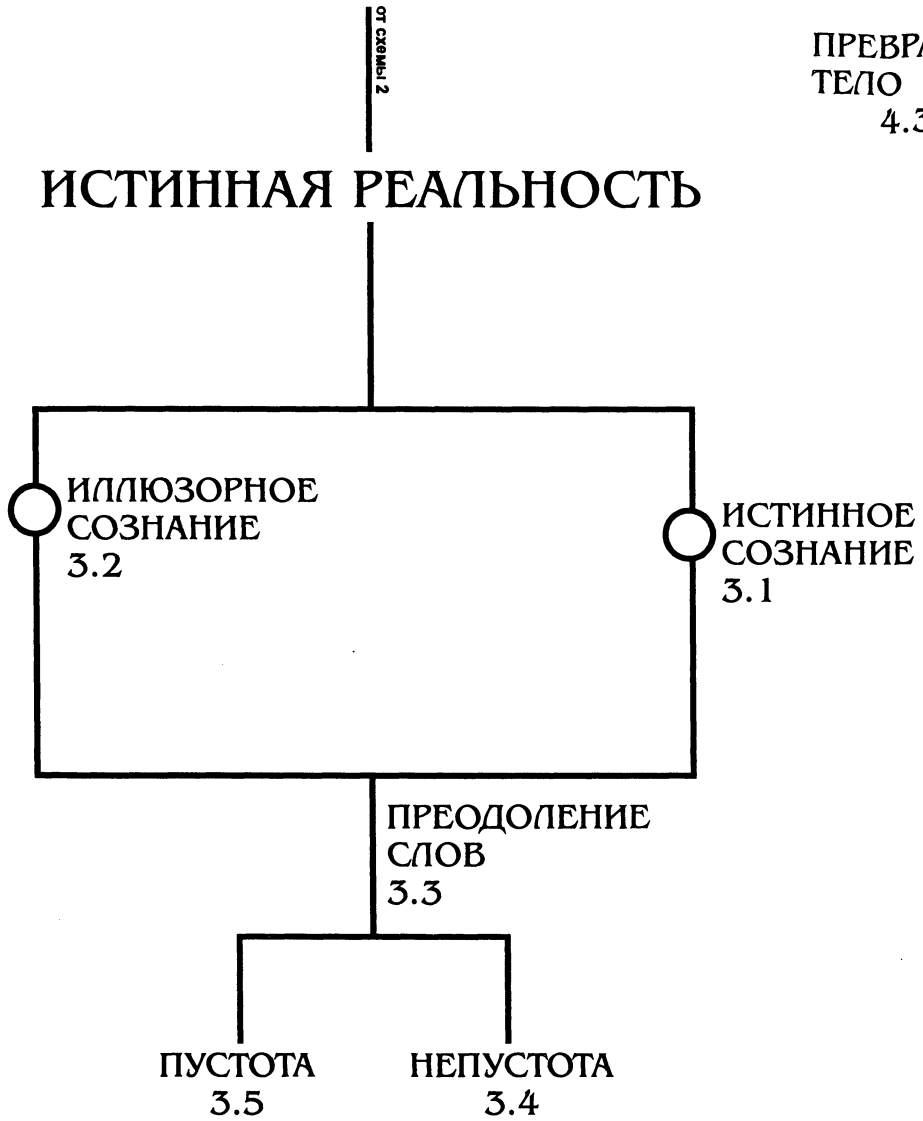 от схемы 2
ПРЕВРА
ТЕЛО
4.3
ИСТИННАЯ РЕАЛЬНОСТЬ
ИЛЛЮЗОРНОЕ
СОЗНАНИЕ
3.2
ИСТИННОЕ
СОЗНАНИЕ
3.1
ПРЕОДОЛЕНИЕ
СЛОВ
3.3
ПУСТОТА
3.5
НЕПУСТОТА
3.4